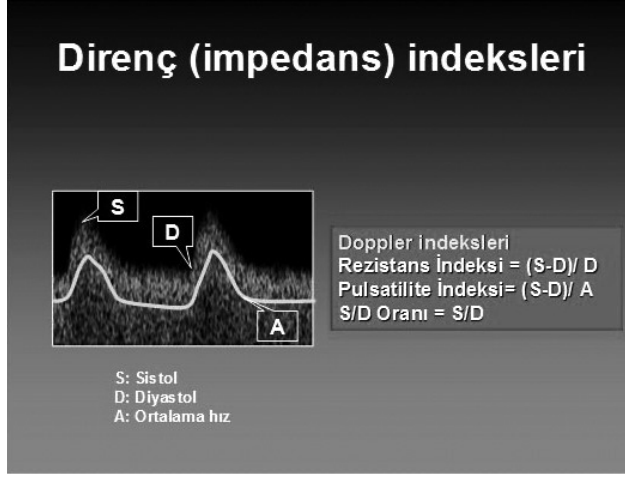 Direnç (impedans) indeksleri
S
D
A
Doppler indeksleri
Rezistans İndeksi = (S-D)/ D
Pulsatilite İndeksi= (S-D)/ A
S/D Oranı = S/D
S: Sistol
D: Diyastol
A: Ortalama hız